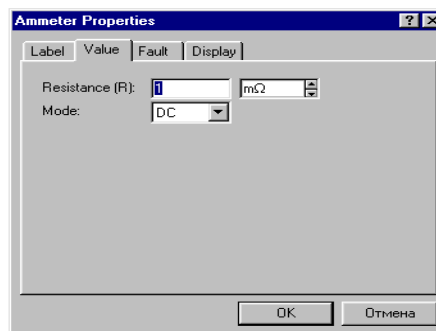 Ammeter Properties
Label Value Fault Display
Resistance (R): 1 mΩ
Mode: DC
OK Отмена